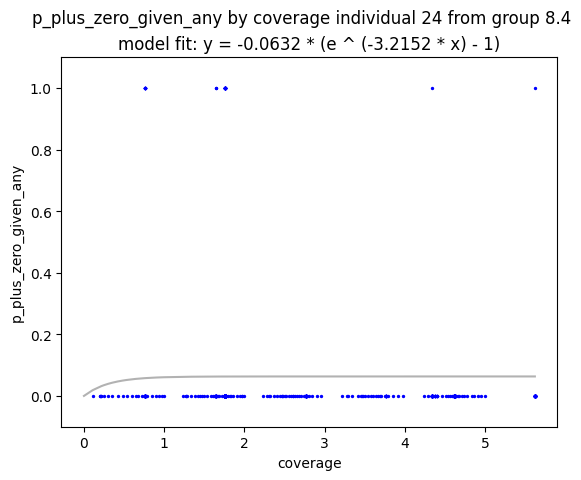 p_plus_zero_given_any by coverage individual 24 from group 8.4
model fit: y = -0.0632 * (e ^ (-3.2152 * x) - 1)
1.0
0.8
0.6
0.4
0.2
0.0
p_plus_zero_given_any
0 1 2 3 4 5
coverage